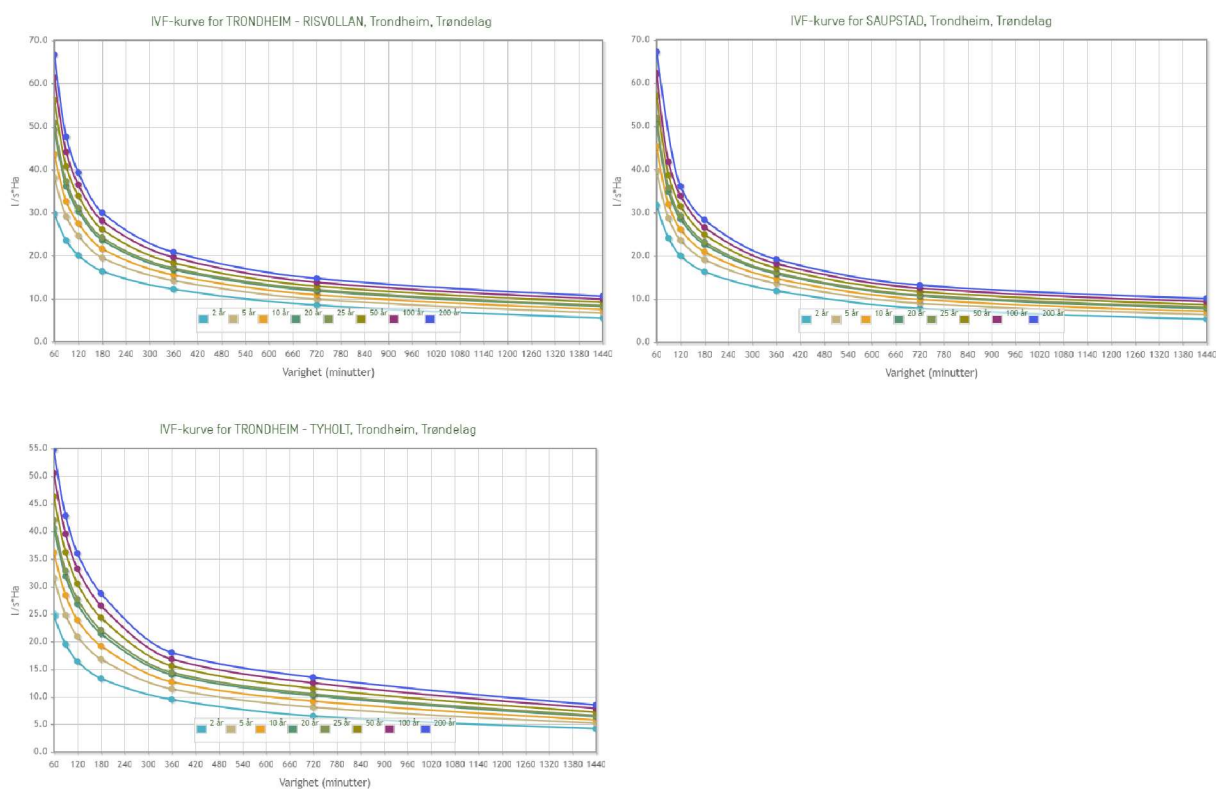 IVF-kurve for TRONDHEIM - RISVOLLAN, Trondheim, Trøndelag
70.0
60.0
50.0
40.0
30.0
20.0
10.0
0.0
l/s*Ha
2 år 5 år 10 år 20 år 25 år 50 år 100 år 200 år
60 120 180 240 300 360 420 480 540 600 660 720 780 840 900 960 1020 1080 1140 1200 1260 1320 1380 1440
Varighet (minutter)
IVF-kurve for SAUPSTAD, Trondheim, Trøndelag
70.0
60.0
50.0
40.0
30.0
20.0
10.0
0.0
l/s*Ha
2 år 5 år 10 år 20 år 25 år 50 år 100 år 200 år
60 120 180 240 300 360 420 480 540 600 660 720 780 840 900 960 1020 1080 1140 1200 1260 1320 1380 1440
Varighet (minutter)
IVF-kurve for TRONDHEIM - TYHOLT, Trondheim, Trøndelag
55.0
50.0
45.0
40.0
35.0
30.0
25.0
20.0
15.0
10.0
5.0
0.0
l/s*Ha
2 år 5 år 10 år 20 år 25 år 50 år 100 år 200 år
60 120 180 240 300 360 420 480 540 600 660 720 780 840 900 960 1020 1080 1140 1200 1260 1320 1380 1440
Varighet (minutter)